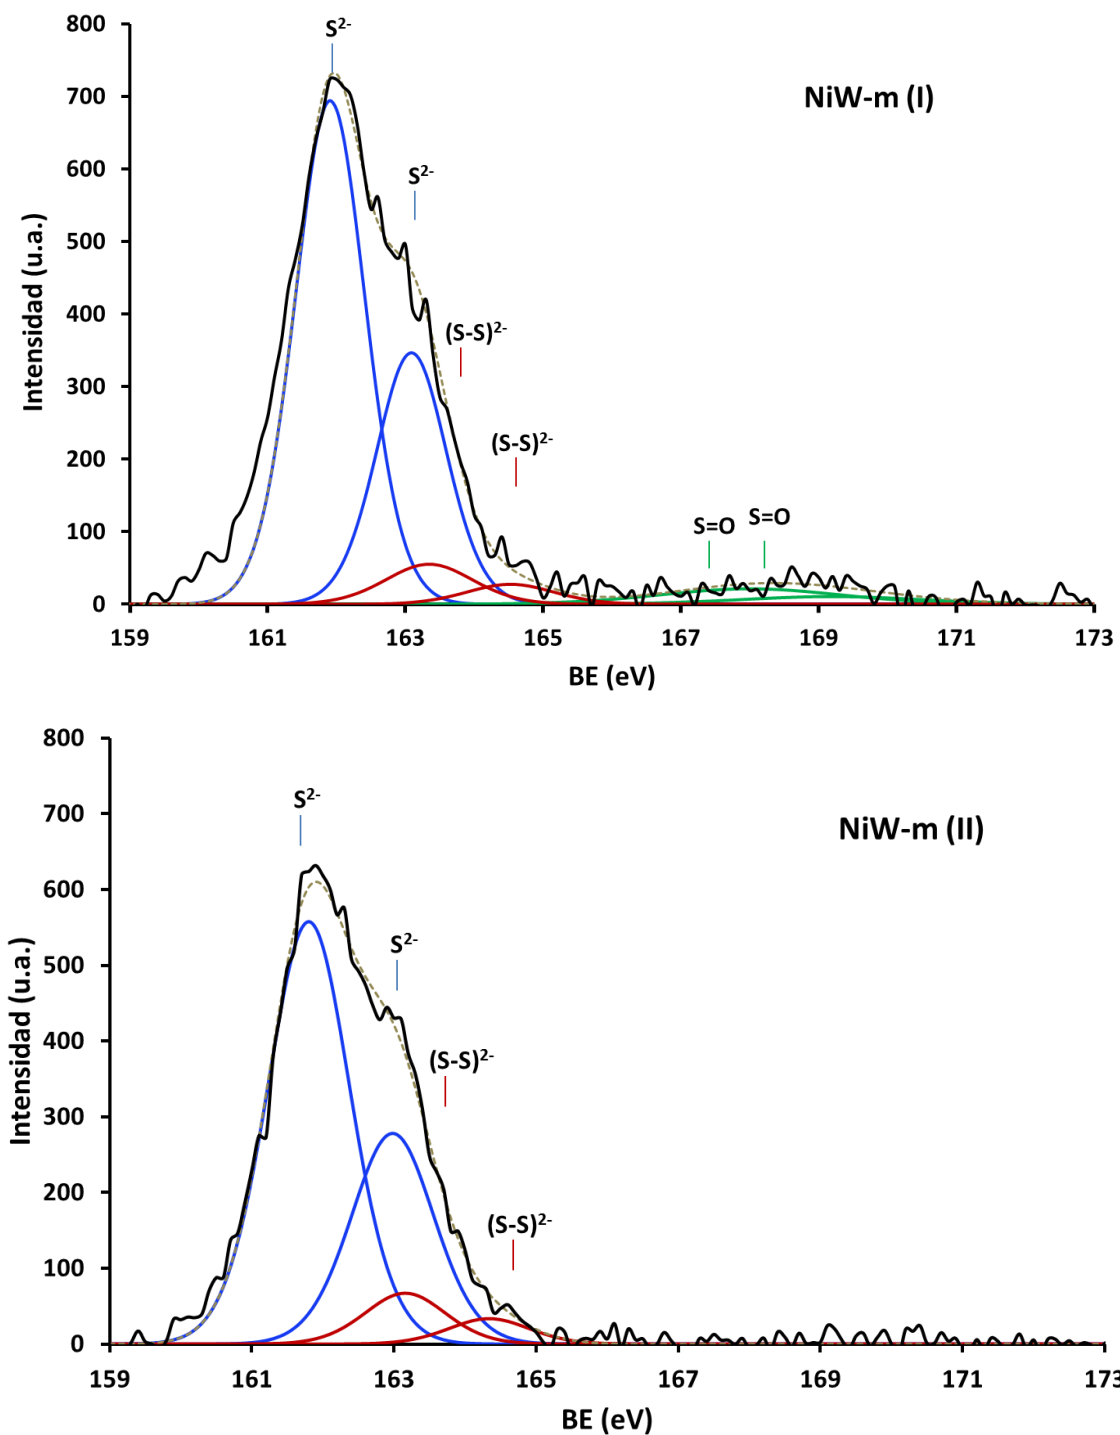 800
S²⁻
NiW-m (I)
700
600
S²⁻
500
400
(S-S)²⁻
300
(S-S)²⁻
200
S=O
S=O
100
0
Intensidad (u.a.)
159 161 163 165 167 169 171 173
BE (eV)
800
S²⁻
NiW-m (II)
700
600
S²⁻
500
400
(S-S)²⁻
300
200
(S-S)²⁻
100
0
Intensidad (u.a.)
159 161 163 165 167 169 171 173
BE (eV)